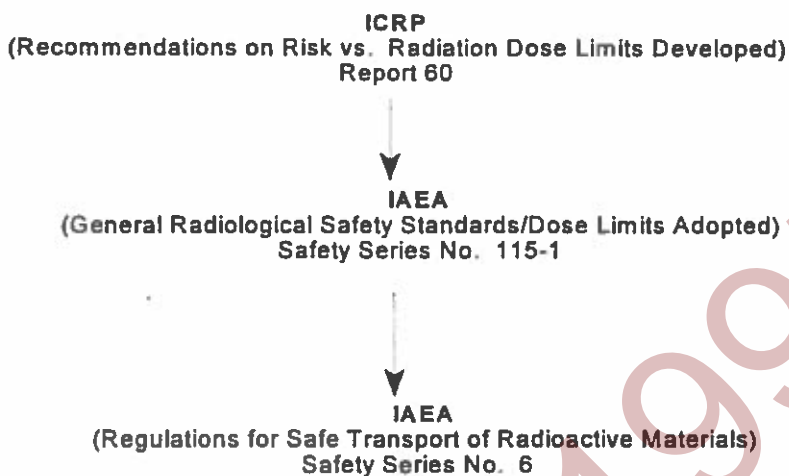 ICRP
(Recommendations on Risk vs. Radiation Dose Limits Developed)
Report 60
IAEA
(General Radiological Safety Standards/Dose Limits Adopted)
Safety Series No. 115-1
IAEA
(Regulations for Safe Transport of Radioactive Materials)
Safety Series No. 6
199